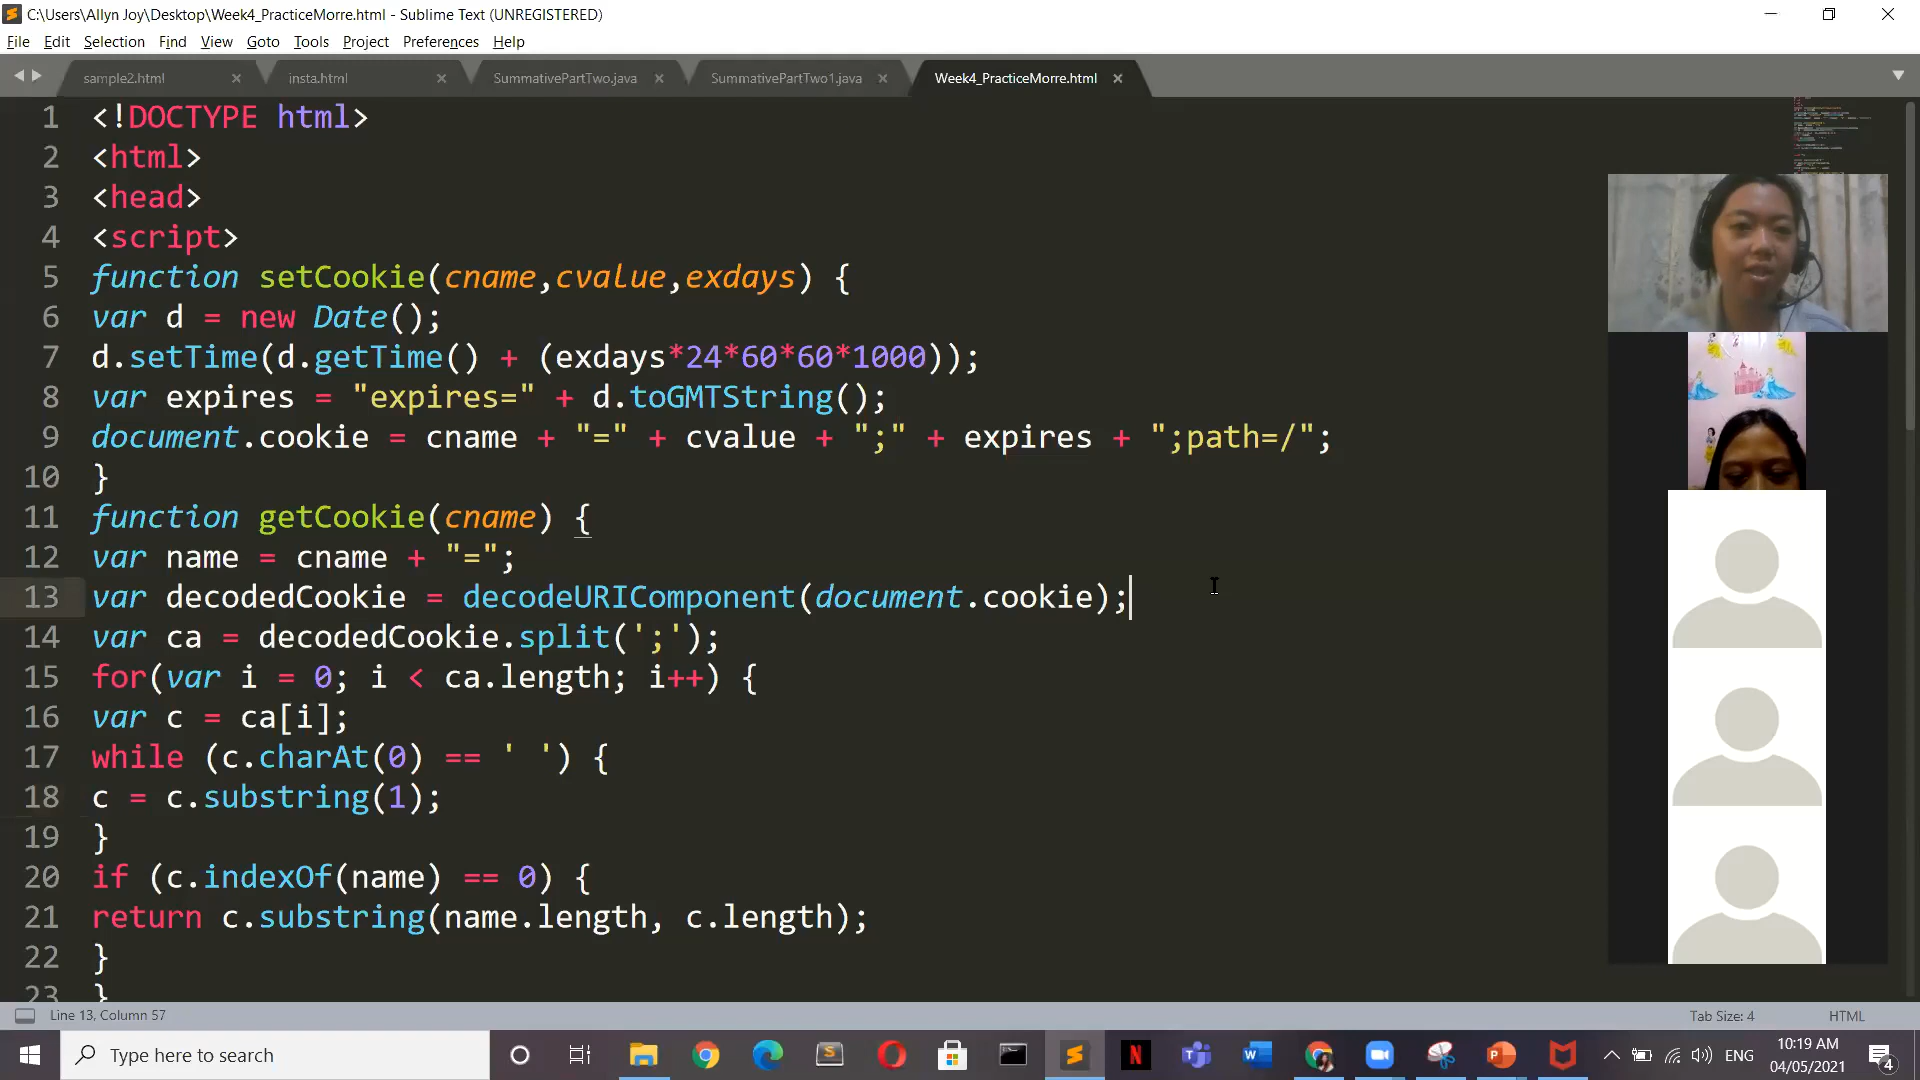 C:\Users\Allyn Joy\Desktop\Week4_PracticeMorre.html - Sublime Text (UNREGISTERED)
File Edit Selection Find View Goto Tools Project Preferences Help
sample2.html insta.html SummativePartTwo.java SummativePartTwo1.java Week4_PracticeMorre.html
1 <!DOCTYPE html>
2 <html>
3 <head>
4 <script>
5 function setCookie(cname,cvalue,exdays) {
6 var d = new Date();
7 d.setTime(d.getTime() + (exdays*24*60*60*1000));
8 var expires = "expires=" + d.toGMTString();
9 document.cookie = cname + "=" + cvalue + ";" + expires + ";path=/";
10 }
11 function getCookie(cname) {
12 var name = cname + "=";
13 var decodedCookie = decodeURIComponent(document.cookie);
14 var ca = decodedCookie.split(';');
15 for(var i = 0; i < ca.length; i++) {
16 var c = ca[i];
17 while (c.charAt(0) == ' ') {
18 c = c.substring(1);
19 }
20 if (c.indexOf(name) == 0) {
21 return c.substring(name.length, c.length);
22 }
23 }
Line 13, Column 57 Tab Size: 4 HTML
Type here to search ENG 10:19 AM
04/05/2021 4